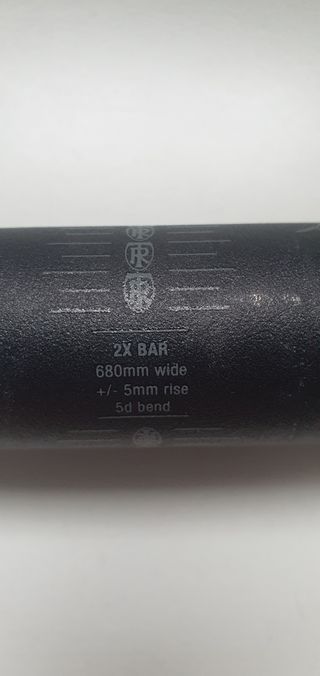 2X BAR
680mm wide
+/- 5mm rise
5d bend